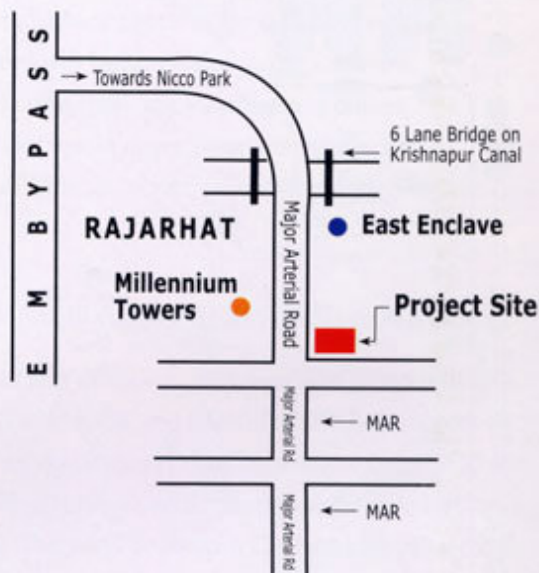 EM BYPASS
→ Towards Nicco Park
6 Lane Bridge on
Krishnapur Canal
RAJARHAT
Major Arterial Road
East Enclave
Millennium
Towers
Project Site
Major Arterial Rd
← MAR
Major Arterial Rd
← MAR